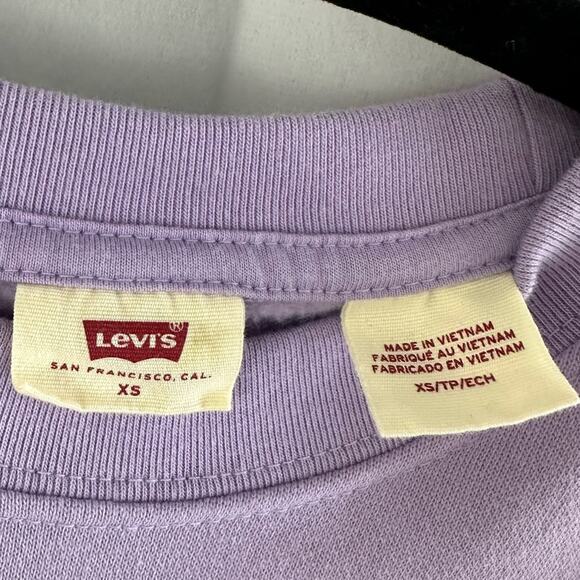 Levi's®
SAN FRANCISCO, CAL.
XS
MADE IN VIETNAM
FABRIQUÉ AU VIETNAM
FABRICADO EN VIETNAM
XS/TP/ECH